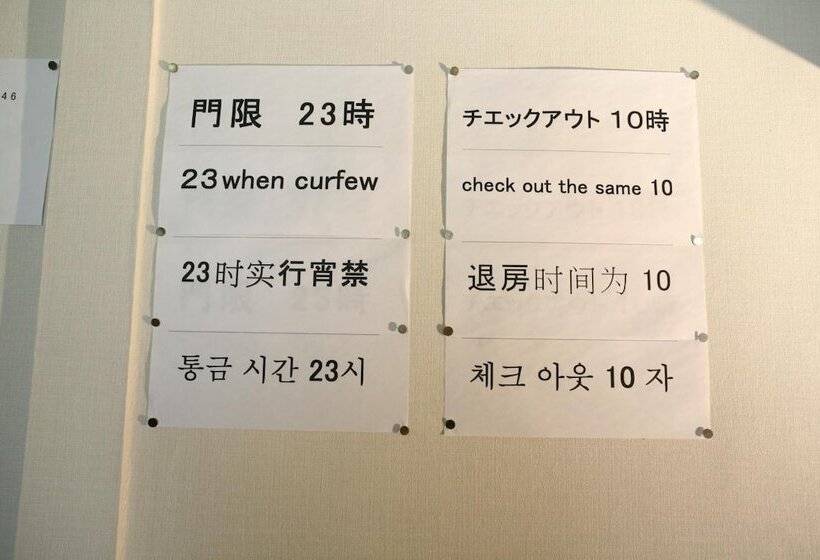 46
門限 23時
23when curfew
23时实行宵禁
통금 시간 23시
チエックアウト 10時
check out the same 10
退房时间为 10
체크 아웃 10 자